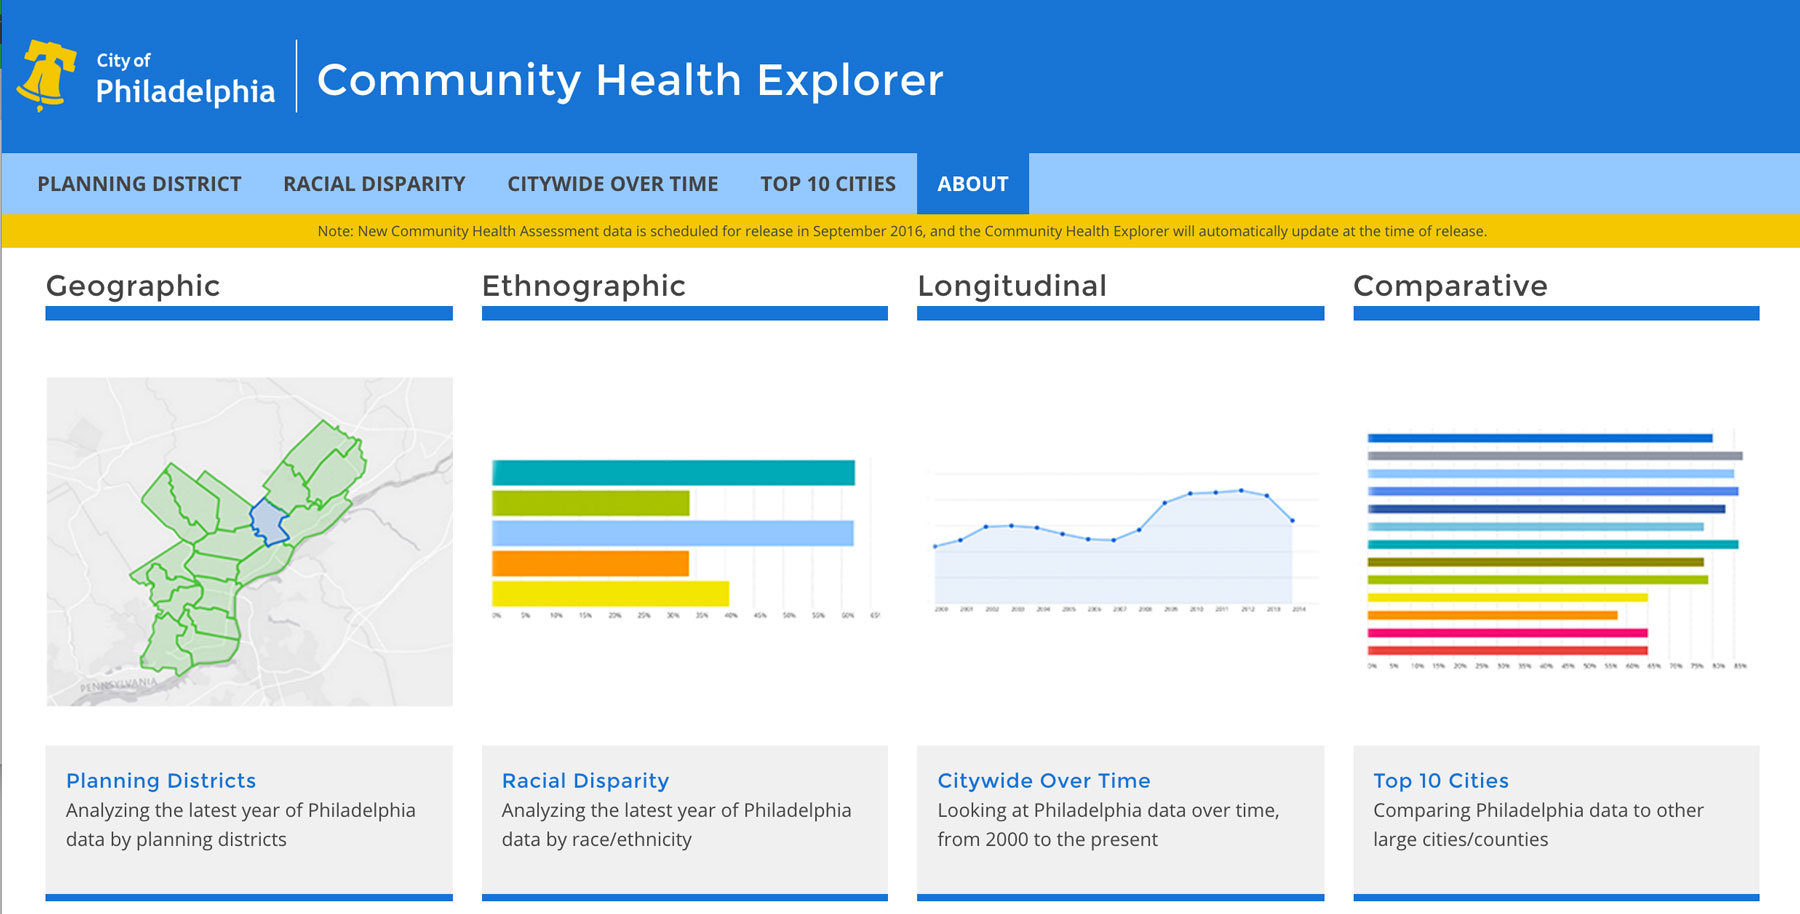 City of
Philadelphia
Community Health Explorer
PLANNING DISTRICT RACIAL DISPARITY CITYWIDE OVER TIME TOP 10 CITIES ABOUT
Note: New Community Health Assessment data is scheduled for release in September 2016, and the Community Health Explorer will automatically update at the time of release.
Geographic Ethnographic Longitudinal Comparative
PENNSYLVANIA
0% 5% 10% 15% 20% 25% 30% 35% 40% 45% 50% 55% 60%
2000 2001 2002 2003 2004 2005 2006 2007 2008 2009 2010 2011 2012 2013 2014
0% 5% 10% 15% 20% 25% 30% 35% 40% 45% 50% 55% 60% 65% 70% 75% 80% 85%
Planning Districts
Analyzing the latest year of Philadelphia
data by planning districts
Racial Disparity
Analyzing the latest year of Philadelphia
data by race/ethnicity
Citywide Over Time
Looking at Philadelphia data over time,
from 2000 to the present
Top 10 Cities
Comparing Philadelphia data to other
large cities/counties